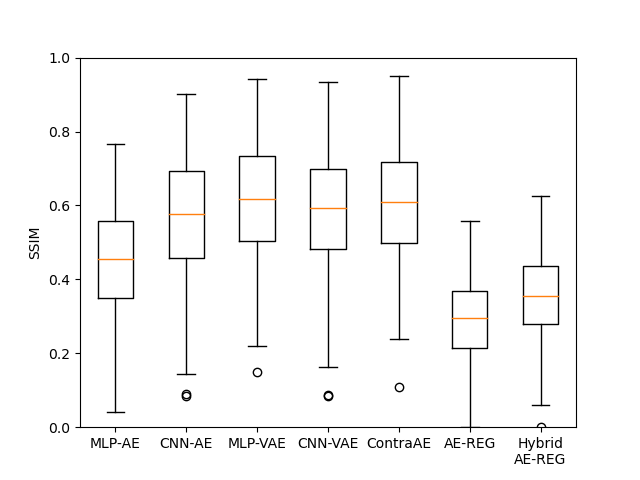 1.0
0.8
0.6
0.4
0.2
0.0
SSIM
MLP-AE
CNN-AE
MLP-VAE
CNN-VAE
ContraAE
AE-REG
Hybrid
AE-REG